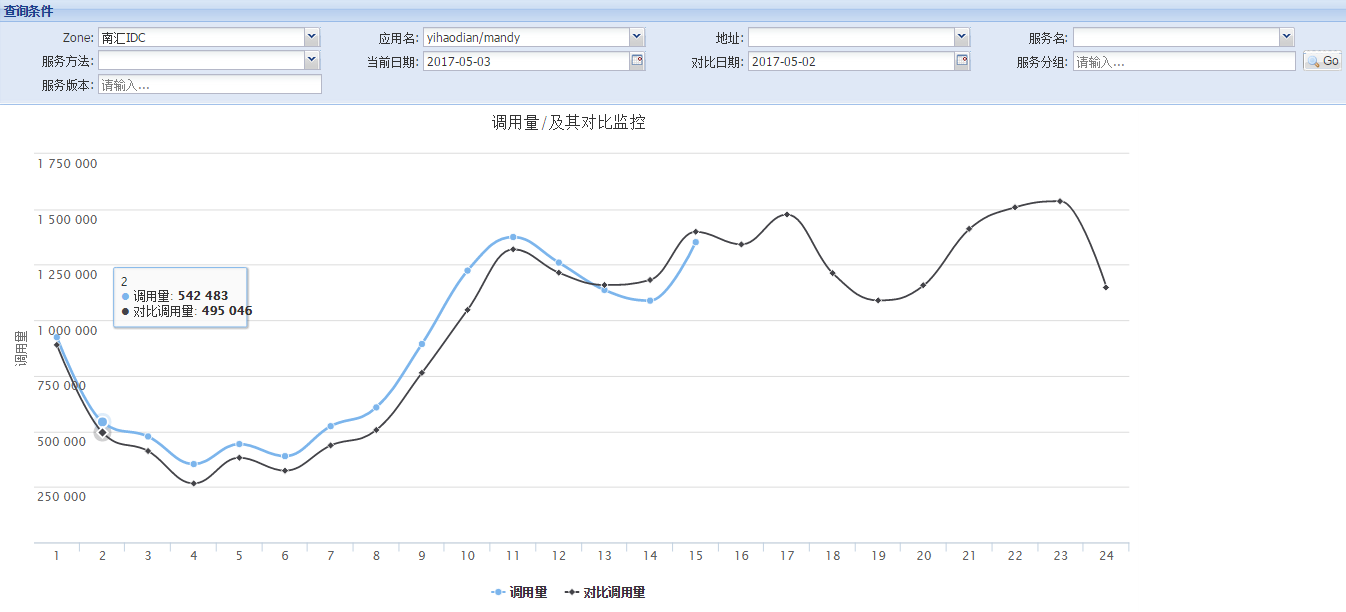 查询条件
Zone: 南汇IDC 应用名: yihaodian/mandy 地址: 服务名:
服务方法: 当前日期: 2017-05-03 对比日期: 2017-05-02 服务分组: 请输入... Go
服务版本: 请输入...
调用量/及其对比监控
1 750 000
1 500 000
1 250 000
2
调用量: 542 483
对比调用量: 495 046
1 000 000
调用量
750 000
500 000
250 000
1 2 3 4 5 6 7 8 9 10 11 12 13 14 15 16 17 18 19 20 21 22 23 24
调用量 对比调用量